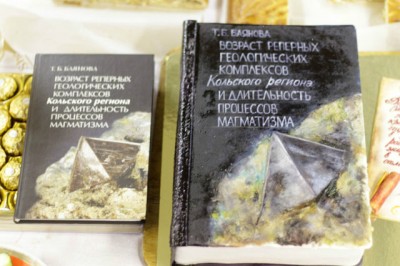 Т. Б. БАЯНОВА
ВОЗРАСТ РЕПЕРНЫХ
ГЕОЛОГИЧЕСКИХ
КОМПЛЕКСОВ
Кольского региона
И ДЛИТЕЛЬНОСТЬ
ПРОЦЕССОВ
МАГМАТИЗМА
Т. Б. БАЯНОВА
ВОЗРАСТ РЕПЕРНЫХ
ГЕОЛОГИЧЕСКИХ
КОМПЛЕКСОВ
Кольского региона
И ДЛИТЕЛЬНОСТЬ
ПРОЦЕССОВ
МАГМАТИЗМА